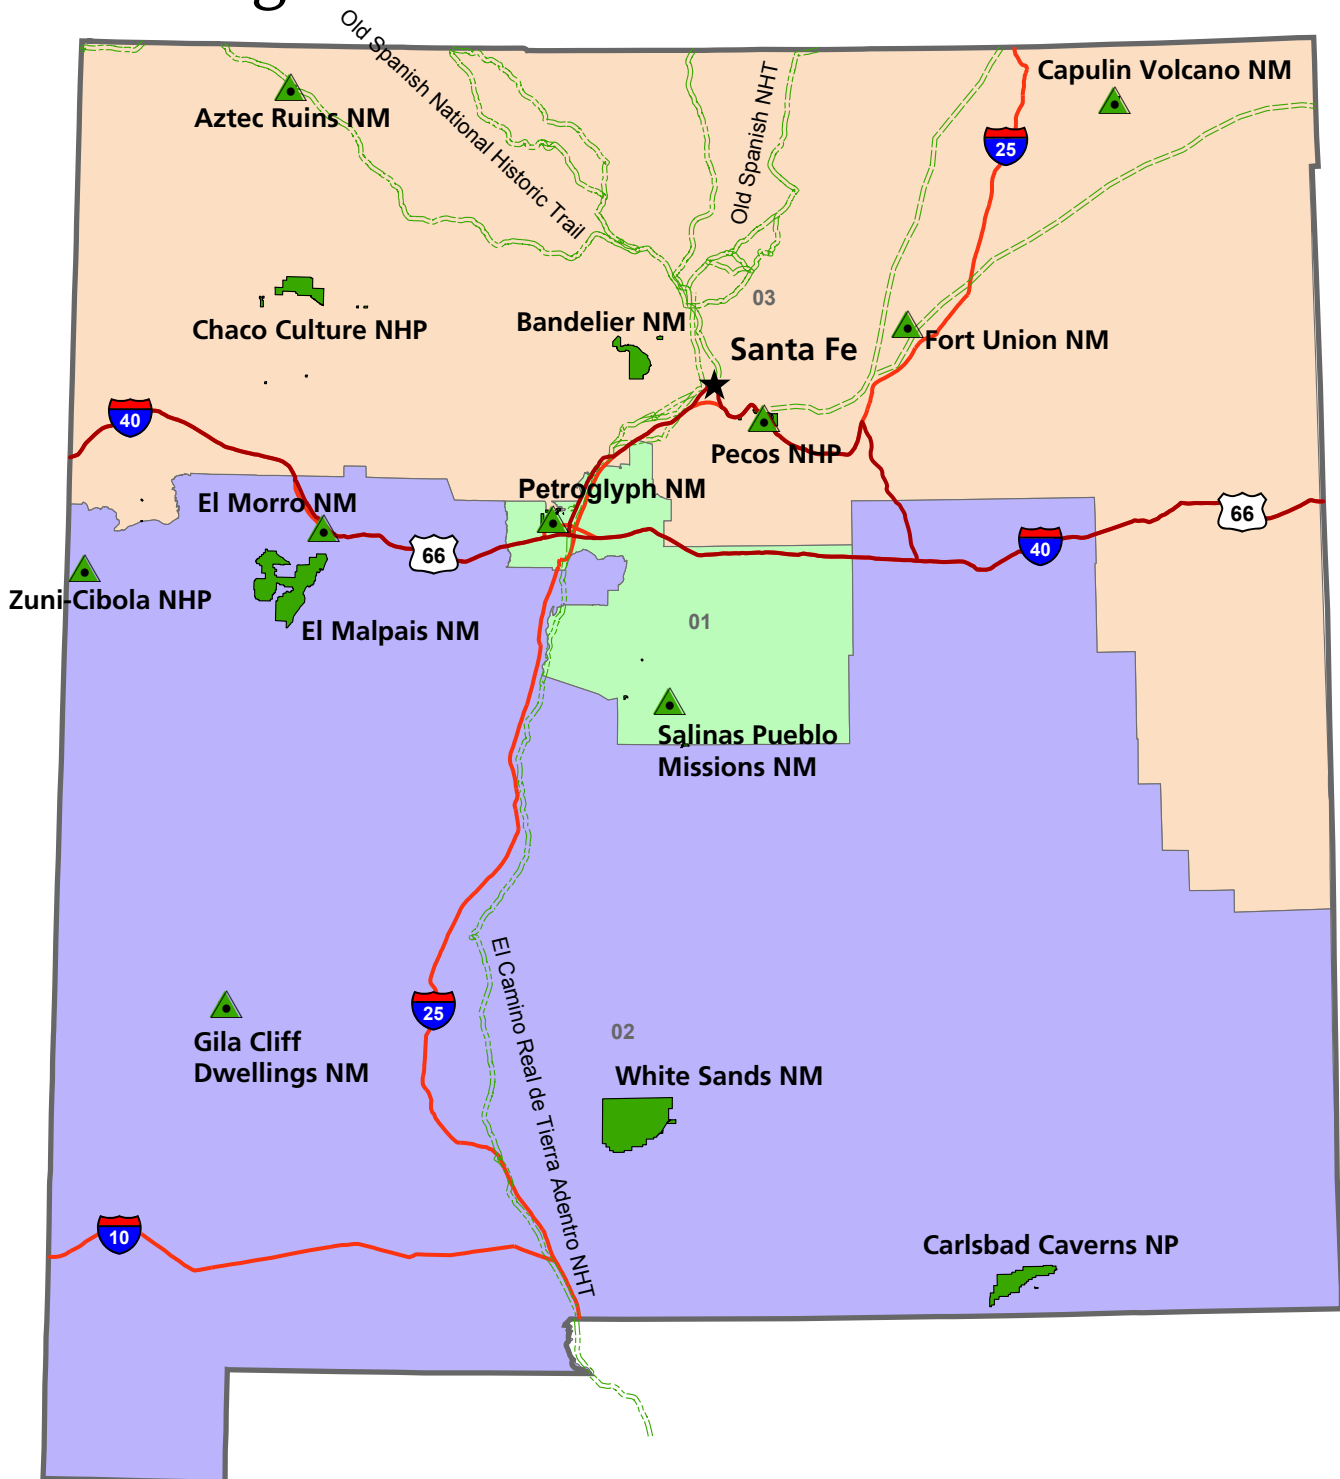 Old Spanish National Historic Trail
Capulin Volcano NM
Aztec Ruins NM
Old Spanish NHT
25
03
Chaco Culture NHP
Bandelier NM
Santa Fe
Fort Union NM
40
Pecos NHP
El Morro NM
Petroglyph NM
66
66
40
Zuni-Cibola NHP
El Malpais NM
01
Salinas Pueblo
Missions NM
El Camino Real de Tierra Adentro NHT
25
02
Gila Cliff
Dwellings NM
White Sands NM
10
Carlsbad Caverns NP